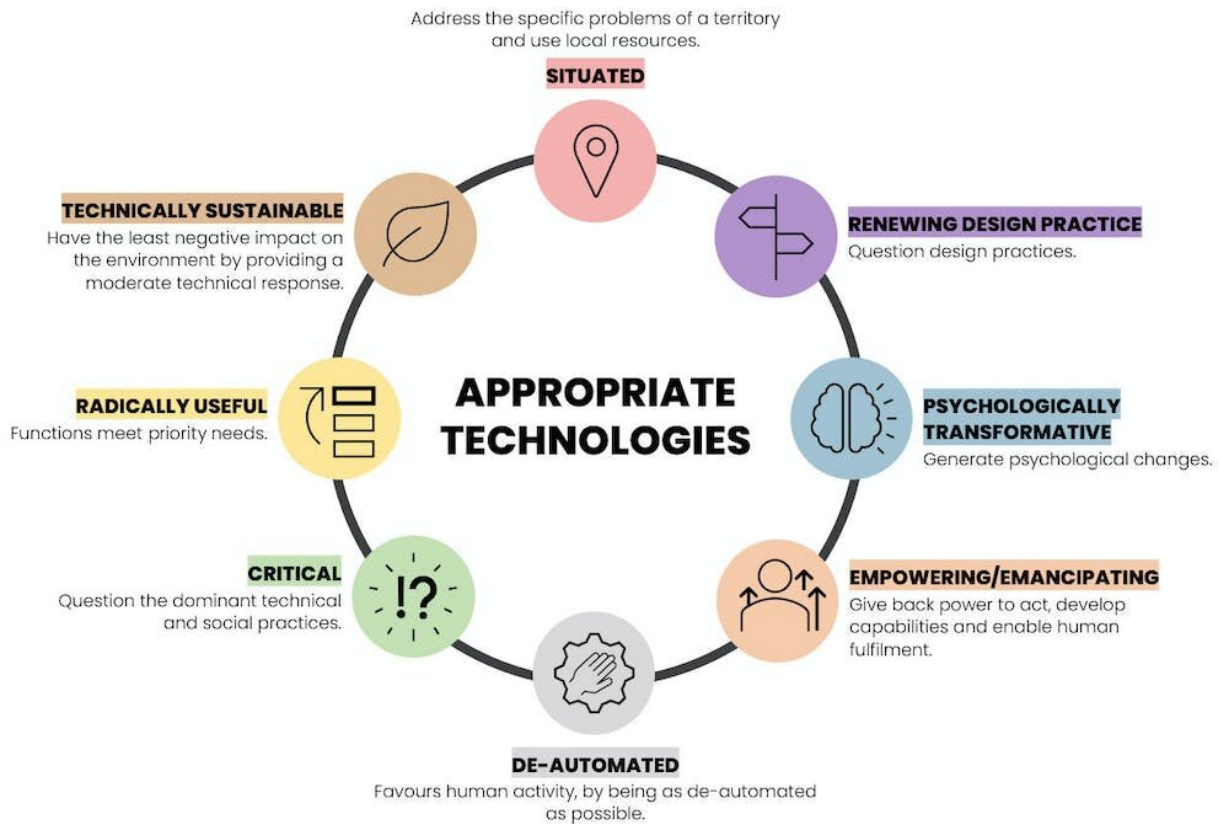 Address the specific problems of a territory
and use local resources.
SITUATED
TECHNICALLY SUSTAINABLE
Have the least negative impact on
the environment by providing a
moderate technical response.
RENEWING DESIGN PRACTICE
Question design practices.
RADICALLY USEFUL
Functions meet priority needs.
APPROPRIATE
TECHNOLOGIES
PSYCHOLOGICALLY
TRANSFORMATIVE
Generate psychological changes.
CRITICAL
Question the dominant technical
and social practices.
!?
EMPOWERING/EMANCIPATING
Give back power to act, develop
capabilities and enable human
fulfilment.
DE-AUTOMATED
Favours human activity, by being as de-automated
as possible.